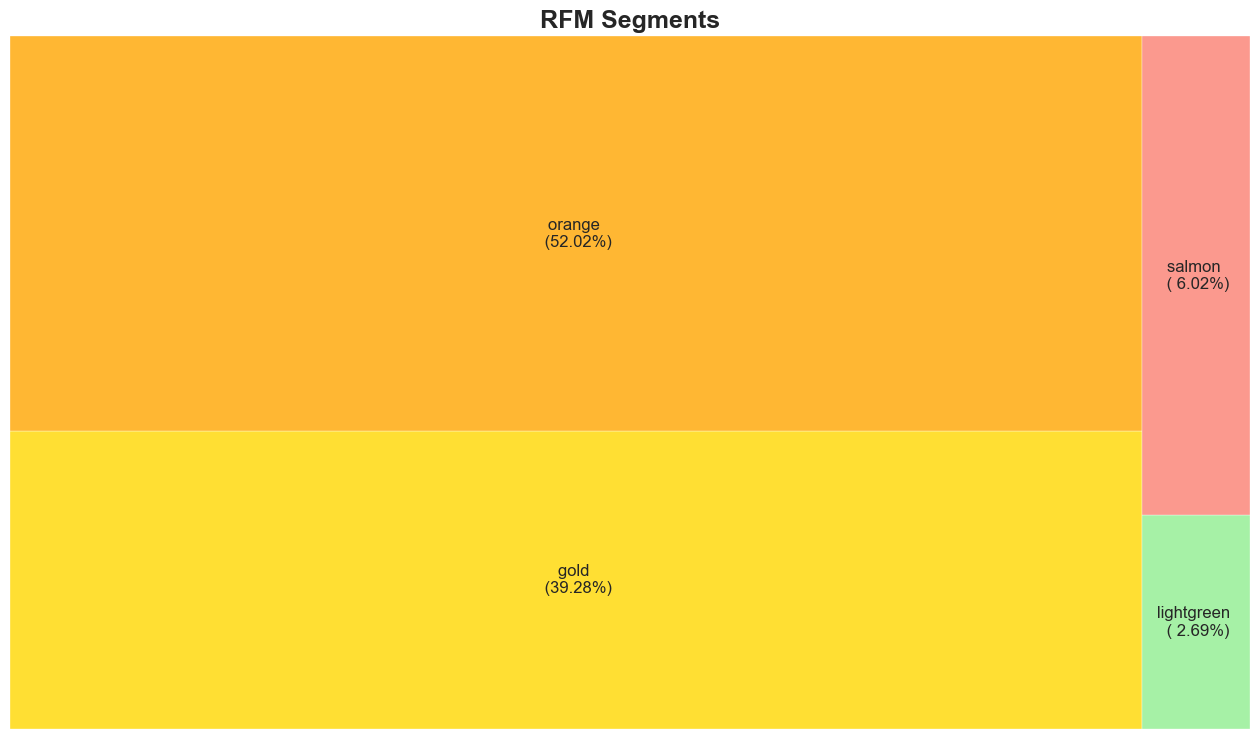 RFM Segments
orange
(52.02%)
salmon
( 6.02%)
gold
(39.28%)
lightgreen
( 2.69%)